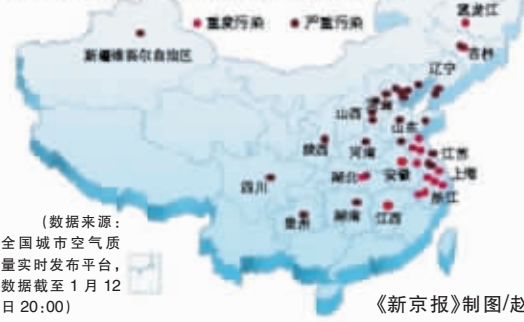 黑龙江
重度污染 严重污染
吉林
新疆维吾尔自治区
辽宁
山西
山东
陕西
河南
江苏
四川
湖北
安徽
上海
浙江
贵州
湖南
江西
(数据来源：
全国城市空气质
量实时发布平台，
数据截至 1 月 12
日 20:00)
《新京报》制图/赵